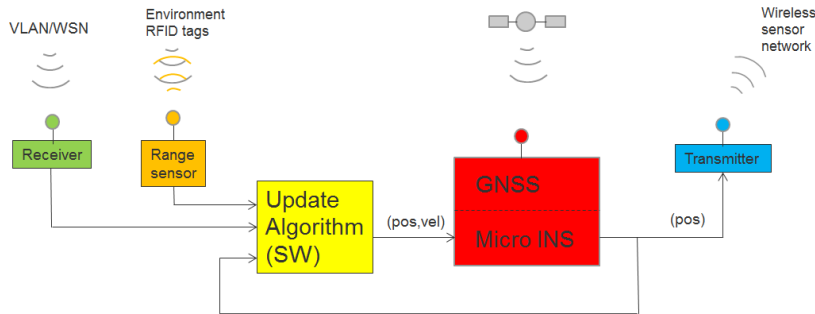 VLAN/WSN
Environment
RFID tags
Wireless
sensor
network
Receiver
Range
sensor
GNSS
Transmitter
Update
Algorithm
(SW)
(pos,vel)
Micro INS
(pos)